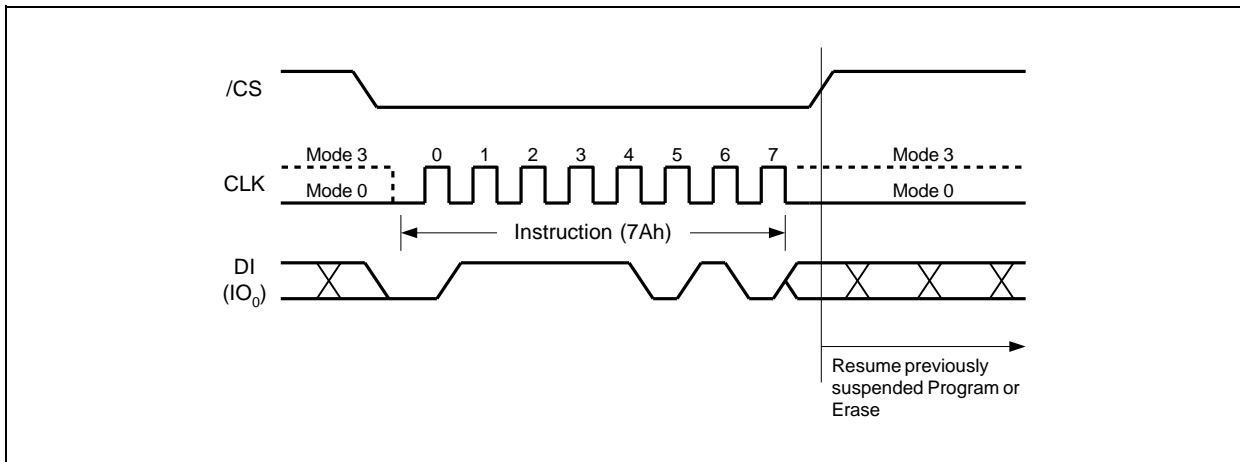 /CS
Mode 3 0 1 2 3 4 5 6 7 Mode 3
CLK
Mode 0 Mode 0
Instruction (7Ah)
DI
(IO0)
Resume previously
suspended Program or
Erase